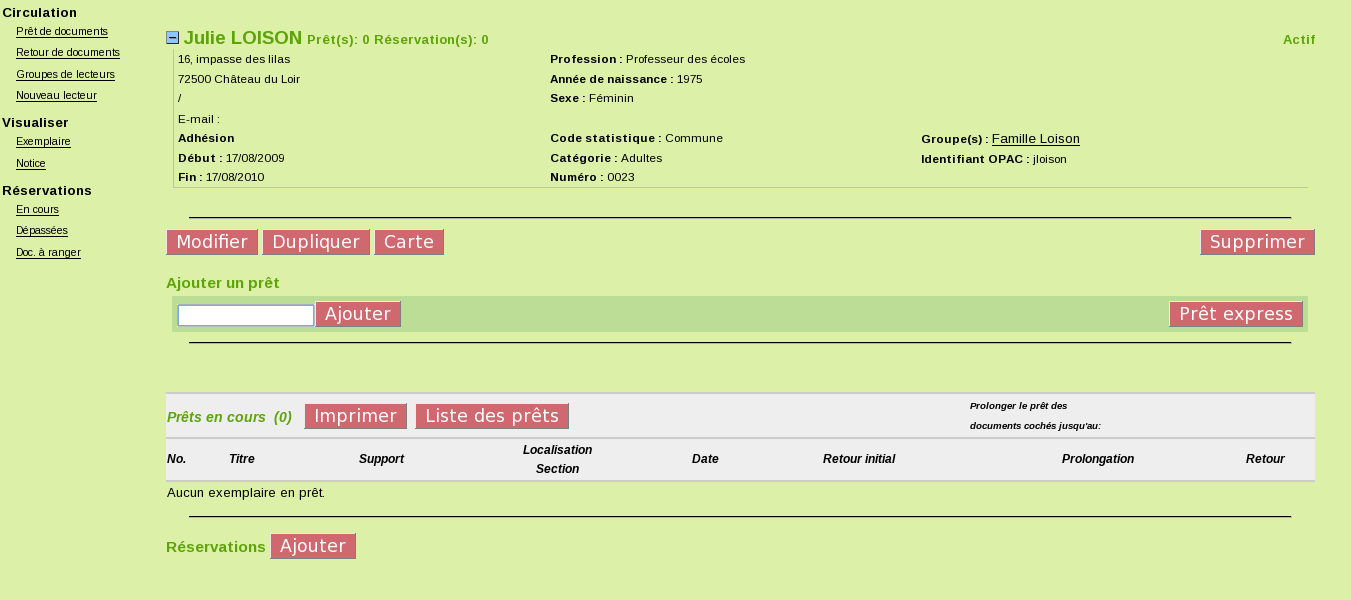 Circulation
Prêt de documents
Retour de documents
Groupes de lecteurs
Nouveau lecteur
Visualiser
Exemplaire
Notice
Réservations
En cours
Dépassées
Doc. à ranger
Julie LOISON Prêt(s): 0 Réservation(s): 0 Actif
16, impasse des lilas
72500 Château du Loir
/
E-mail :
Profession : Professeur des écoles
Année de naissance : 1975
Sexe : Féminin
Adhésion
Début : 17/08/2009
Fin : 17/08/2010
Code statistique : Commune
Catégorie : Adultes
Numéro : 0023
Groupe(s) : Famille Loison
Identifiant OPAC : jloison
Modifier Dupliquer Carte Supprimer
Ajouter un prêt
Ajouter Prêt express
Prêts en cours (0) Imprimer Liste des prêts
Prolonger le prêt des
documents cochés jusqu'au:
No. Titre Support Localisation
Section Date Retour initial Prolongation Retour
Aucun exemplaire en prêt.
Réservations Ajouter